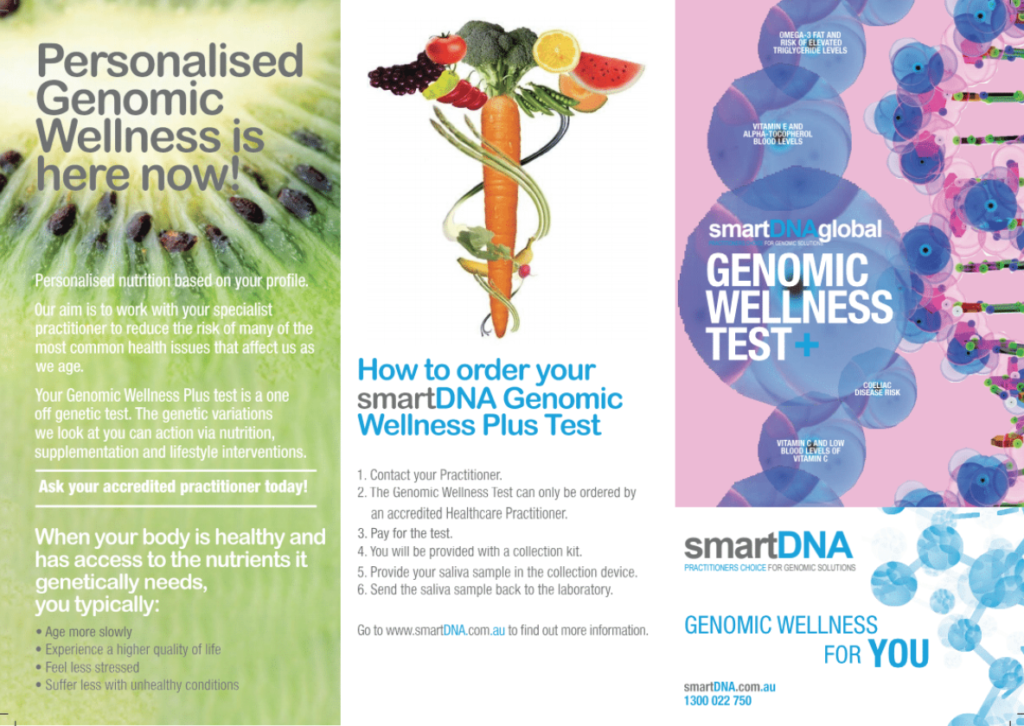 Personalised
Genomic
Wellness is
here now!
Personalised nutrition based on your profile.
Our aim is to work with your specialist
practitioner to reduce the risk of many of the
most common health issues that affect us as
we age.
Your Genomic Wellness Plus test is a one
off genetic test. The genetic variations
we look at you can action via nutrition,
supplementation and lifestyle interventions.
Ask your accredited practitioner today!
When your body is healthy and
has access to the nutrients it
genetically needs,
you typically:
• Age more slowly
• Experience a higher quality of life
• Feel less stressed
• Suffer less with unhealthy conditions
How to order your
smartDNA Genomic
Wellness Plus Test
1. Contact your Practitioner.
2. The Genomic Wellness Test can only be ordered by
an accredited Healthcare Practitioner.
3. Pay for the test.
4. You will be provided with a collection kit.
5. Provide your saliva sample in the collection device.
6. Send the saliva sample back to the laboratory.
Go to www.smartDNA.com.au to find out more information.
OMEGA-3 FAT AND
RISK OF ELEVATED
TRIGLYCERIDE LEVELS
VITAMIN E AND
ALPHA-TOCOPHEROL
BLOOD LEVELS
smartDNAglobal
FOR GENOMIC SOLUTIONS
GENOMIC
WELLNESS
TEST+
COELIAC
DISEASE RISK
VITAMIN C AND LOW
BLOOD LEVELS OF
VITAMIN C
smartDNA
PRACTITIONERS CHOICE FOR GENOMIC SOLUTIONS
GENOMIC WELLNESS
FOR YOU
smartDNA.com.au
1300 022 750